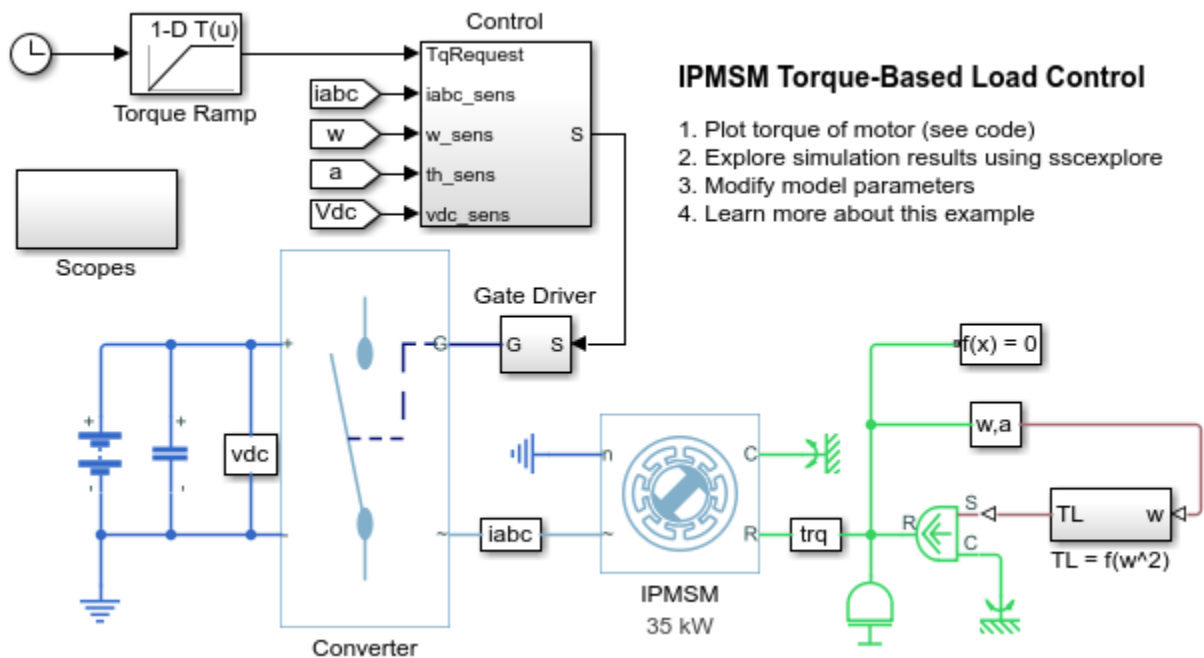 1-D T(u)
Torque Ramp
Control
TqRequest
iabc
iabc_sens
w
w_sens
S
a
th_sens
Vdc
vdc_sens
IPMSM Torque-Based Load Control
1. Plot torque of motor (see code)
2. Explore simulation results using sscexplore
3. Modify model parameters
4. Learn more about this example
Scopes
Gate Driver
G
G
S
+
-
~
+
-
+
-
vdc
Converter
iabc
n
~
C
R
IPMSM
35 kW
trq
f(x) = 0
w,a
R
S
C
TL
w
TL = f(w^2)